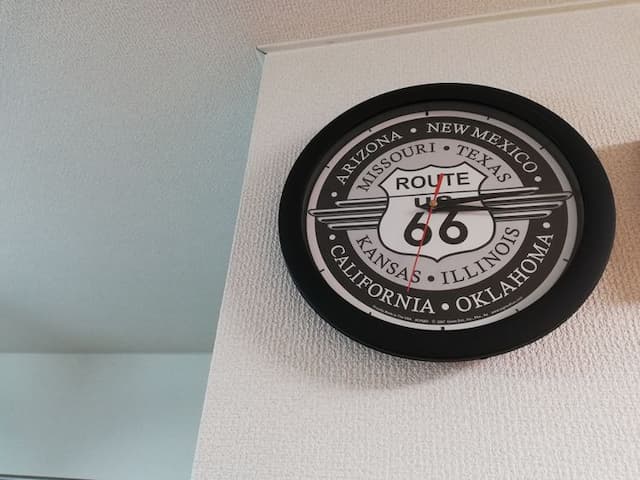 ARIZONA • NEW MEXICO •
MISSOURI • TEXAS
ROUTE
US
66
KANSAS • ILLINOIS
• CALIFORNIA • OKLAHOMA •